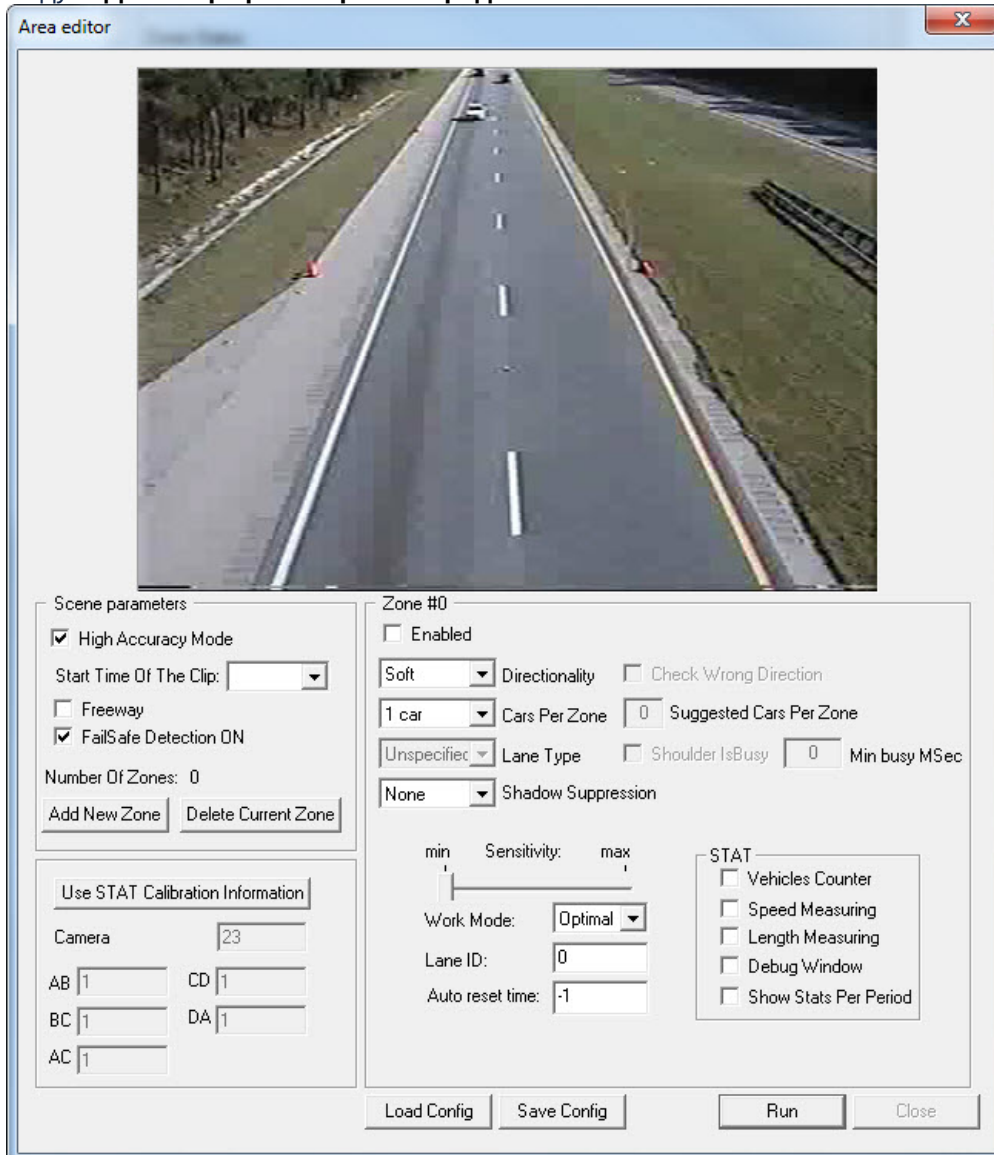 Area editor
Scene parameters
High Accuracy Mode
Start Time Of The Clip:
Freeway
FailSafe Detection ON
Number Of Zones: 0
Add New Zone
Delete Current Zone
Use STAT Calibration Information
Camera 23
AB 1 CD 1
BC 1 DA 1
AC 1
Zone #0
Enabled
Soft Directionality Check Wrong Direction
1 car Cars Per Zone 0 Suggested Cars Per Zone
Unspecified Lane Type Shoulder IsBusy 0 Min busy MSec
None Shadow Suppression
min Sensitivity: max
Work Mode: Optimal
Lane ID: 0
Auto reset time: -1
STAT
Vehicles Counter
Speed Measuring
Length Measuring
Debug Window
Show Stats Per Period
Load Config
Save Config
Run
Close